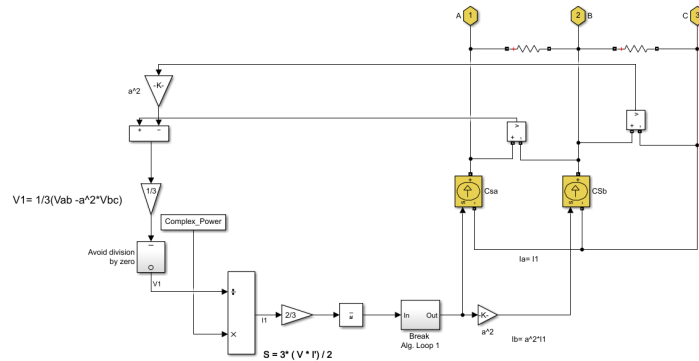 A 1
2 B
C 3
-K-
a^2
+ -
v
+ -
v
+ -
1/3
V1= 1/3(Vab -a^2*Vbc)
Complex_Power
+
s -
Csa
+
s -
CSb
Avoid division
by zero
V1
Ia= I1
÷
×
I1
2/3
u
In Out
Break
Alg. Loop 1
-K-
a^2
Ib= a^2*I1
S = 3* ( V * I') / 2